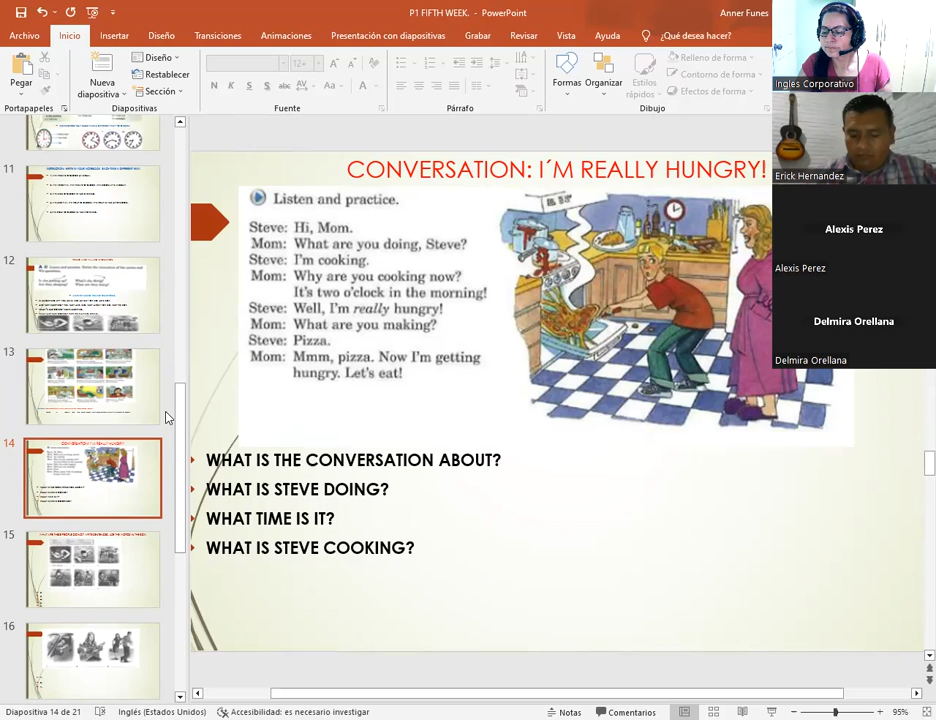 P1 FIFTH WEEK. - PowerPoint
Anner Funes
Archivo Inicio Insertar Diseño Transiciones Animaciones Presentación con diapositivas Grabar Revisar Vista Ayuda ¿Qué desea hacer?
Pegar
Nueva diapositiva
Diseño
Restablecer
Sección
12
N K S S abc AV Aa A
Formas
Organizar
Estilos rápidos
Relleno de forma
Contorno de forma
Efectos de forma
Portapapeles Diapositivas Fuente Párrafo Dibujo
Ingles Corporativo
Erick Hernandez
Alexis Perez
Alexis Perez
Delmira Orellana
Delmira Orellana
11
12
13
14
15
16
CONVERSATION: I´M REALLY HUNGRY!
Listen and practice.
Steve: Hi, Mom.
Mom: What are you doing, Steve?
Steve: I'm cooking.
Mom: Why are you cooking now?
It's two o'clock in the morning!
Steve: Well, I'm really hungry!
Mom: What are you making?
Steve: Pizza.
Mom: Mmm, pizza. Now I'm getting
hungry. Let's eat!
WHAT IS THE CONVERSATION ABOUT?
WHAT IS STEVE DOING?
WHAT TIME IS IT?
WHAT IS STEVE COOKING?
Diapositiva 14 de 21 Inglés (Estados Unidos) Accesibilidad: es necesario investigar Notas Comentarios 95%